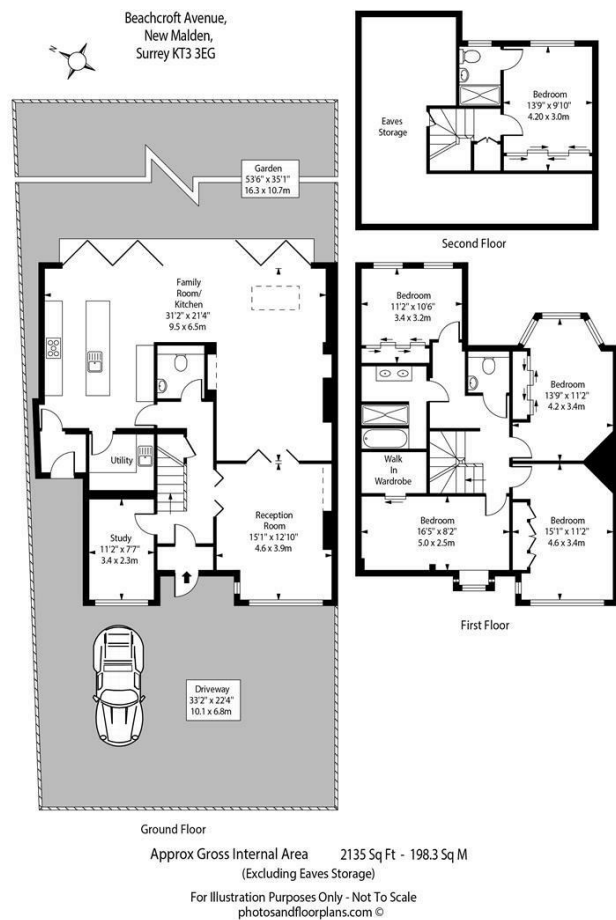 Beachcroft Avenue,
New Malden,
Surrey KT3 3EG
N
Garden
53'6" x 35'1"
16.3 x 10.7m
Family
Room/
Kitchen
31'2" x 21'4"
9.5 x 6.5m
Utility
Study
11'2" x 7'7"
3.4 x 2.3m
Reception
Room
15'1" x 12'10"
4.6 x 3.9m
Driveway
33'2" x 22'4"
10.1 x 6.8m
Ground Floor
Eaves
Storage
Bedroom
13'9" x 9'10"
4.20 x 3.0m
Second Floor
Bedroom
11'2" x 10'6"
3.4 x 3.2m
Bedroom
13'9" x 11'2"
4.2 x 3.4m
Walk
In
Wardrobe
Bedroom
16'5" x 8'2"
5.0 x 2.5m
Bedroom
15'1" x 11'2"
4.6 x 3.4m
First Floor
Approx Gross Internal Area 2135 Sq Ft - 198.3 Sq M
(Excluding Eaves Storage)
For Illustration Purposes Only - Not To Scale
photosandfloorplans.com ©